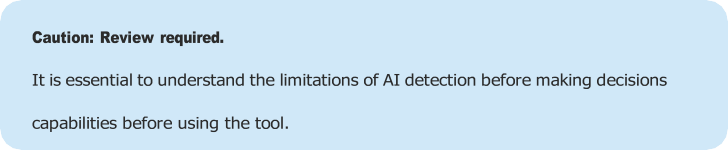 Caution: Review required.
It is essential to understand the limitations of AI detection before making decisions
capabilities before using the tool.